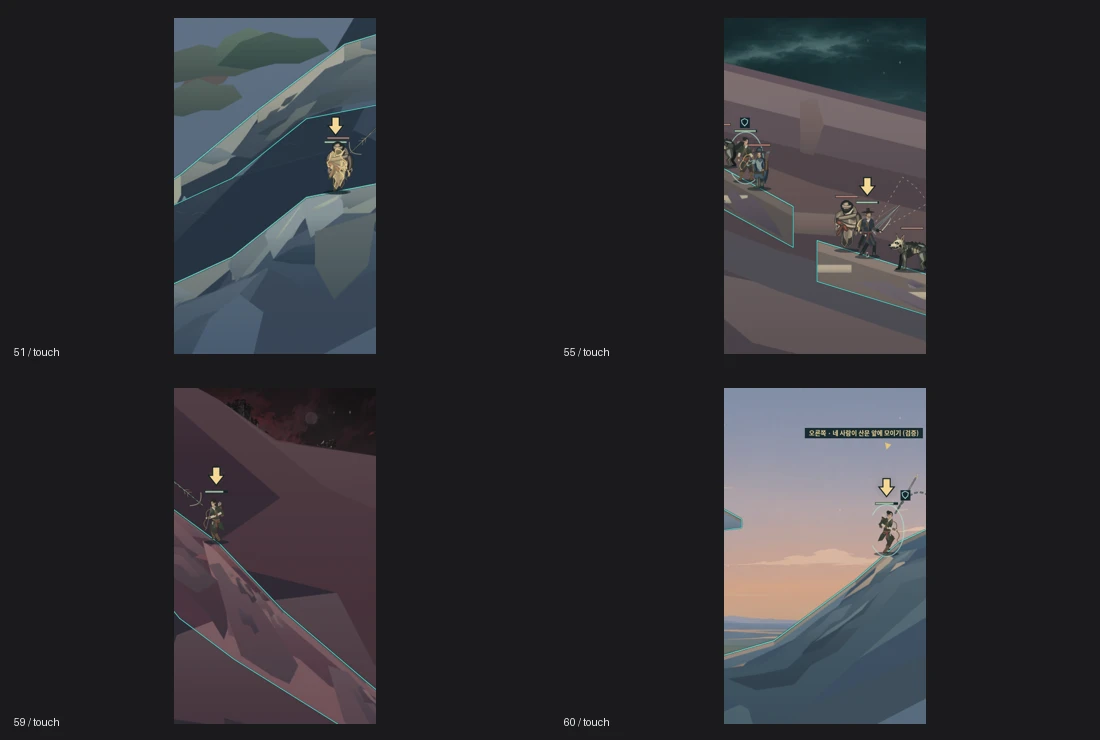 51 / touch
55 / touch
오른쪽 - 네 사람이 산문 앞에 모이기 (검증)
59 / touch
60 / touch